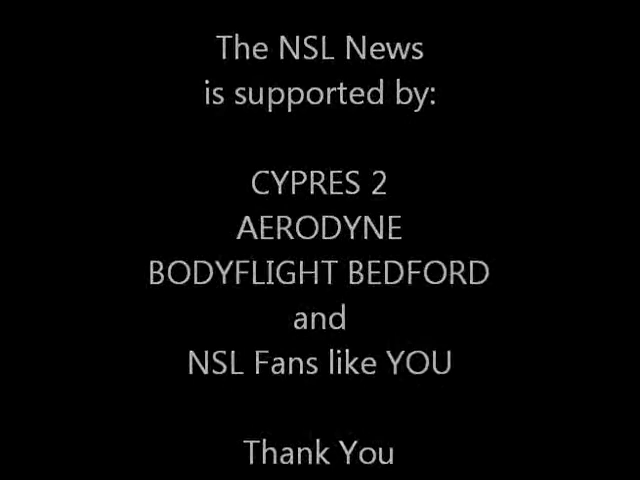 The NSL News
is supported by:
CYPRES 2
AERODYNE
BODYFLIGHT BEDFORD
and
NSL Fans like YOU
Thank You